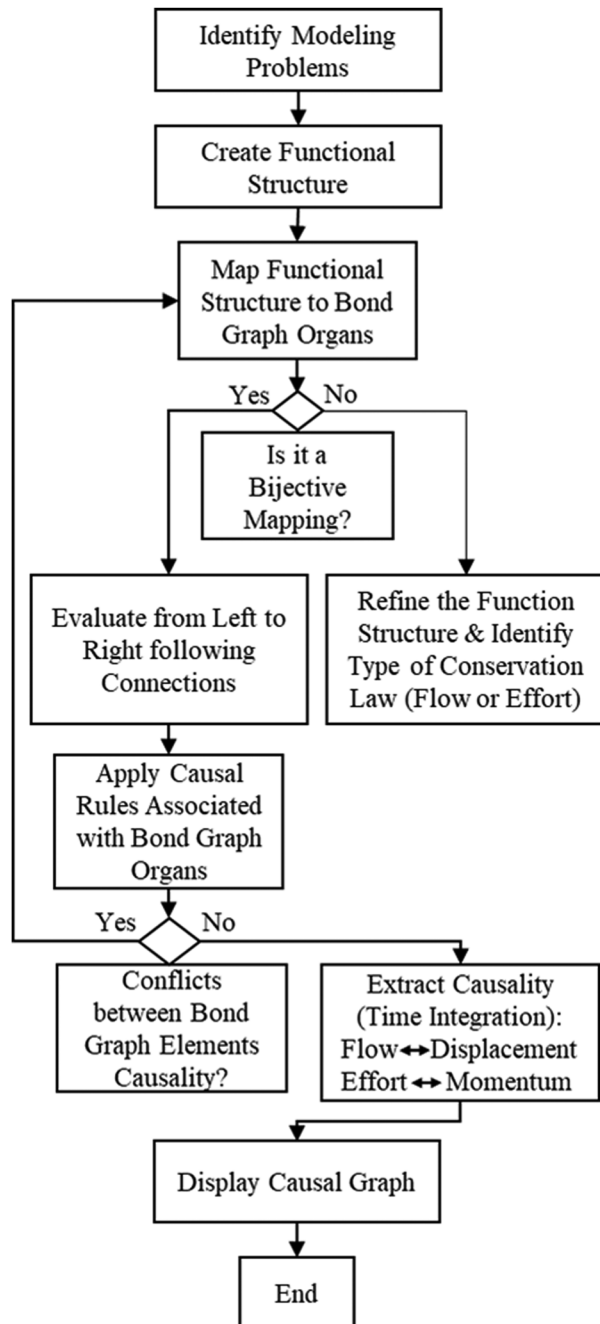 Identify Modeling
Problems
Create Functional
Structure
Map Functional
Structure to Bond
Graph Organs
Yes
No
Is it a
Bijective
Mapping?
Evaluate from Left to
Right following
Connections
Refine the Function
Structure & Identify
Type of Conservation
Law (Flow or Effort)
Apply Causal
Rules Associated
with Bond Graph
Organs
Yes
No
Conflicts
between Bond
Graph Elements
Causality?
Extract Causality
(Time Integration):
Flow↔Displacement
Effort↔Momentum
Display Causal Graph
End